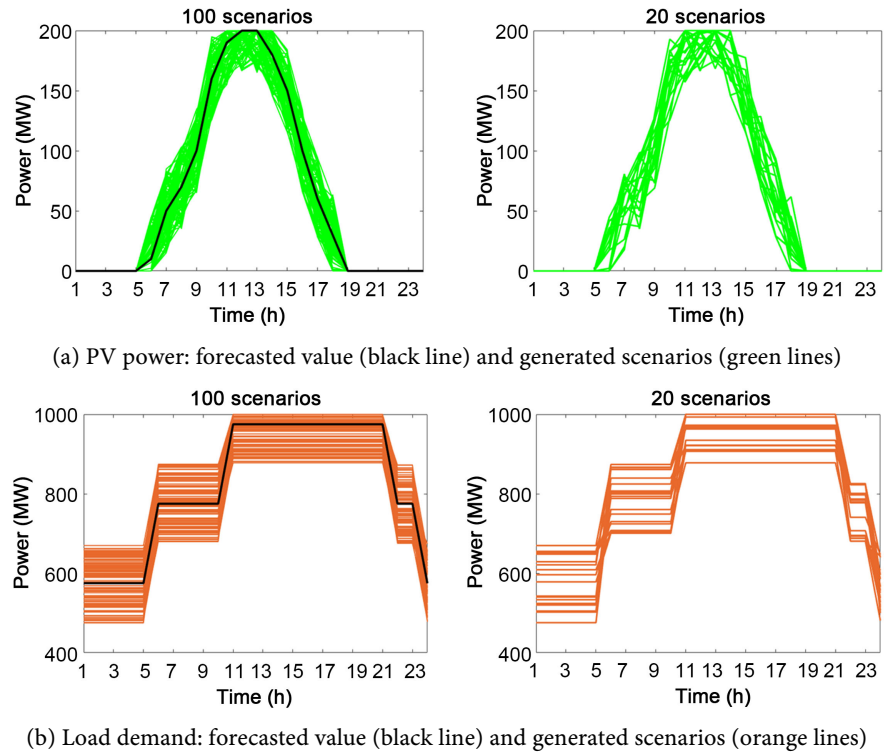 100 scenarios
20 scenarios
200
150
100
50
0
Power (MW)
1 3 5 7 9 11 13 15 17 19 21 23
Time (h)
200
150
100
50
0
Power (MW)
1 3 5 7 9 11 13 15 17 19 21 23
Time (h)
(a) PV power: forecasted value (black line) and generated scenarios (green lines)
100 scenarios
20 scenarios
1000
800
600
400
Power (MW)
1 3 5 7 9 11 13 15 17 19 21 23
Time (h)
1000
800
600
400
Power (MW)
1 3 5 7 9 11 13 15 17 19 21 23
Time (h)
(b) Load demand: forecasted value (black line) and generated scenarios (orange lines)